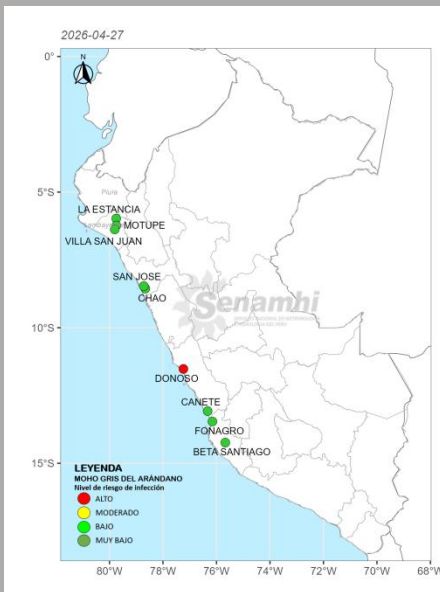 2026-04-27
N
0°
Piura
LA ESTANCIA
MOTUPE
VILLA SAN JUAN
5°S
SAN JOSE
CHAO
Senamhi
10°S
DONOSO
CANETE
FONAGRO
BETA SANTIAGO
15°S
LEYENDA
MOHO GRIS DEL ARÁNDANO
Nivel de riesgo de infección
ALTO
MODERADO
BAJO
MUY BAJO
80°W 78°W 76°W 74°W 72°W 70°W 68°W